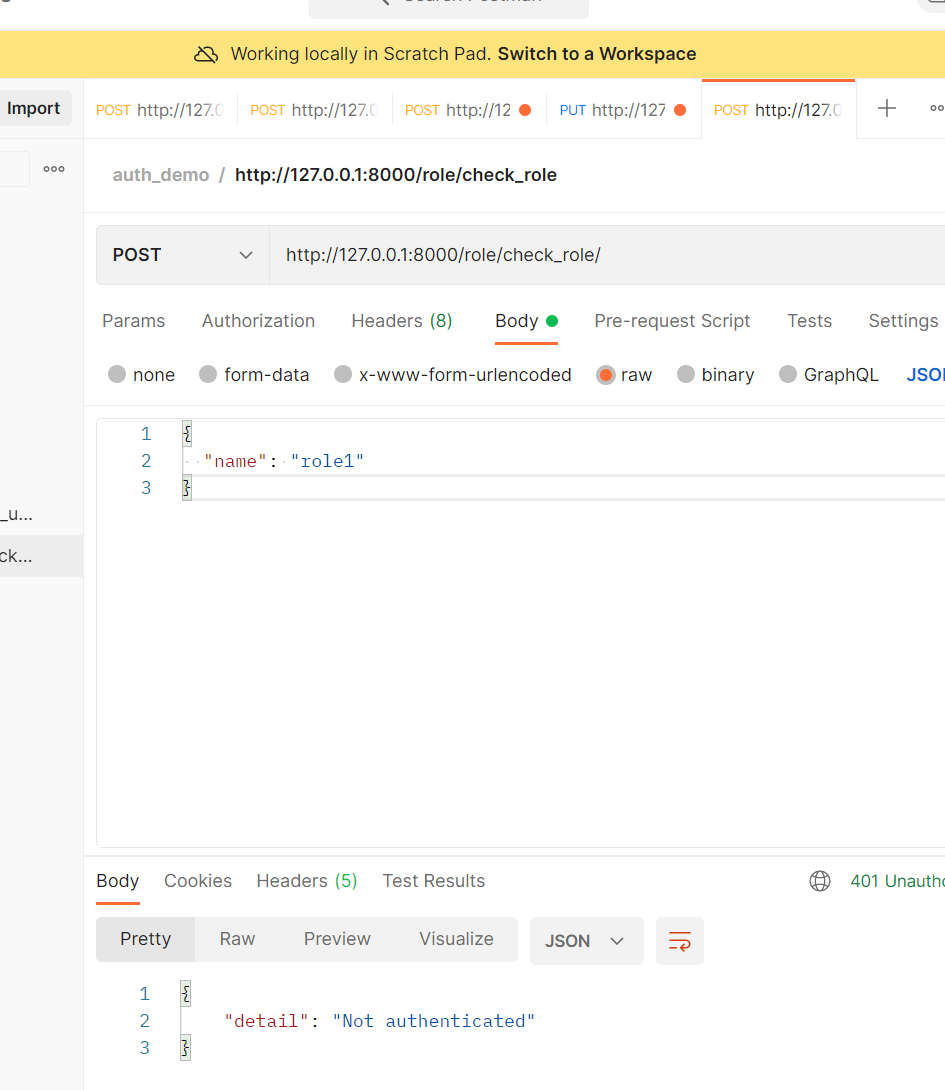 Working locally in Scratch Pad. Switch to a Workspace
Import
POST http://127.0
POST http://127.0
POST http://12
PUT http://127
POST http://127.0
auth_demo / http://127.0.0.1:8000/role/check_role
POST
http://127.0.0.1:8000/role/check_role/
Params Authorization Headers (8) Body Pre-request Script Tests Settings
none form-data x-www-form-urlencoded raw binary GraphQL JSO
1 {
2 "name": "role1"
3 }
_u...
ck...
Body Cookies Headers (5) Test Results
401 Unautho
Pretty Raw Preview Visualize JSON
1 {
2 "detail": "Not authenticated"
3 }